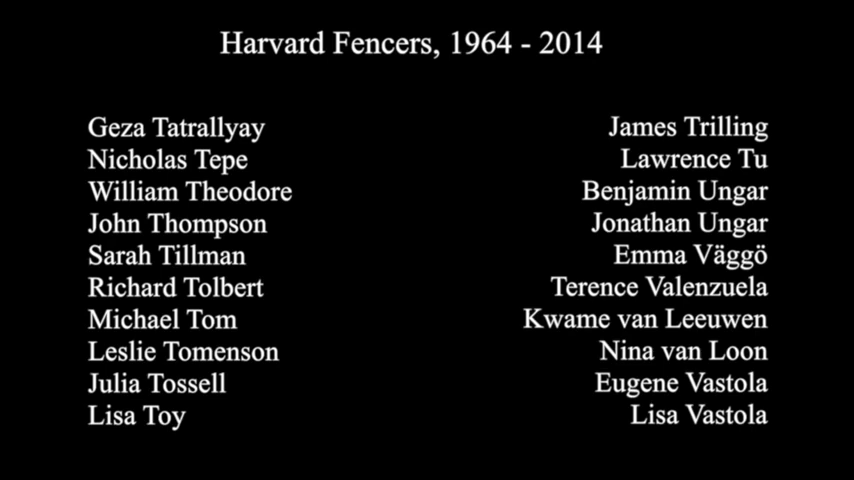 Harvard Fencers, 1964 - 2014
Geza Tatrallyay
Nicholas Tepe
William Theodore
John Thompson
Sarah Tillman
Richard Tolbert
Michael Tom
Leslie Tomenson
Julia Tossell
Lisa Toy
James Trilling
Lawrence Tu
Benjamin Ungar
Jonathan Ungar
Emma Väggö
Terence Valenzuela
Kwame van Leeuwen
Nina van Loon
Eugene Vastola
Lisa Vastola